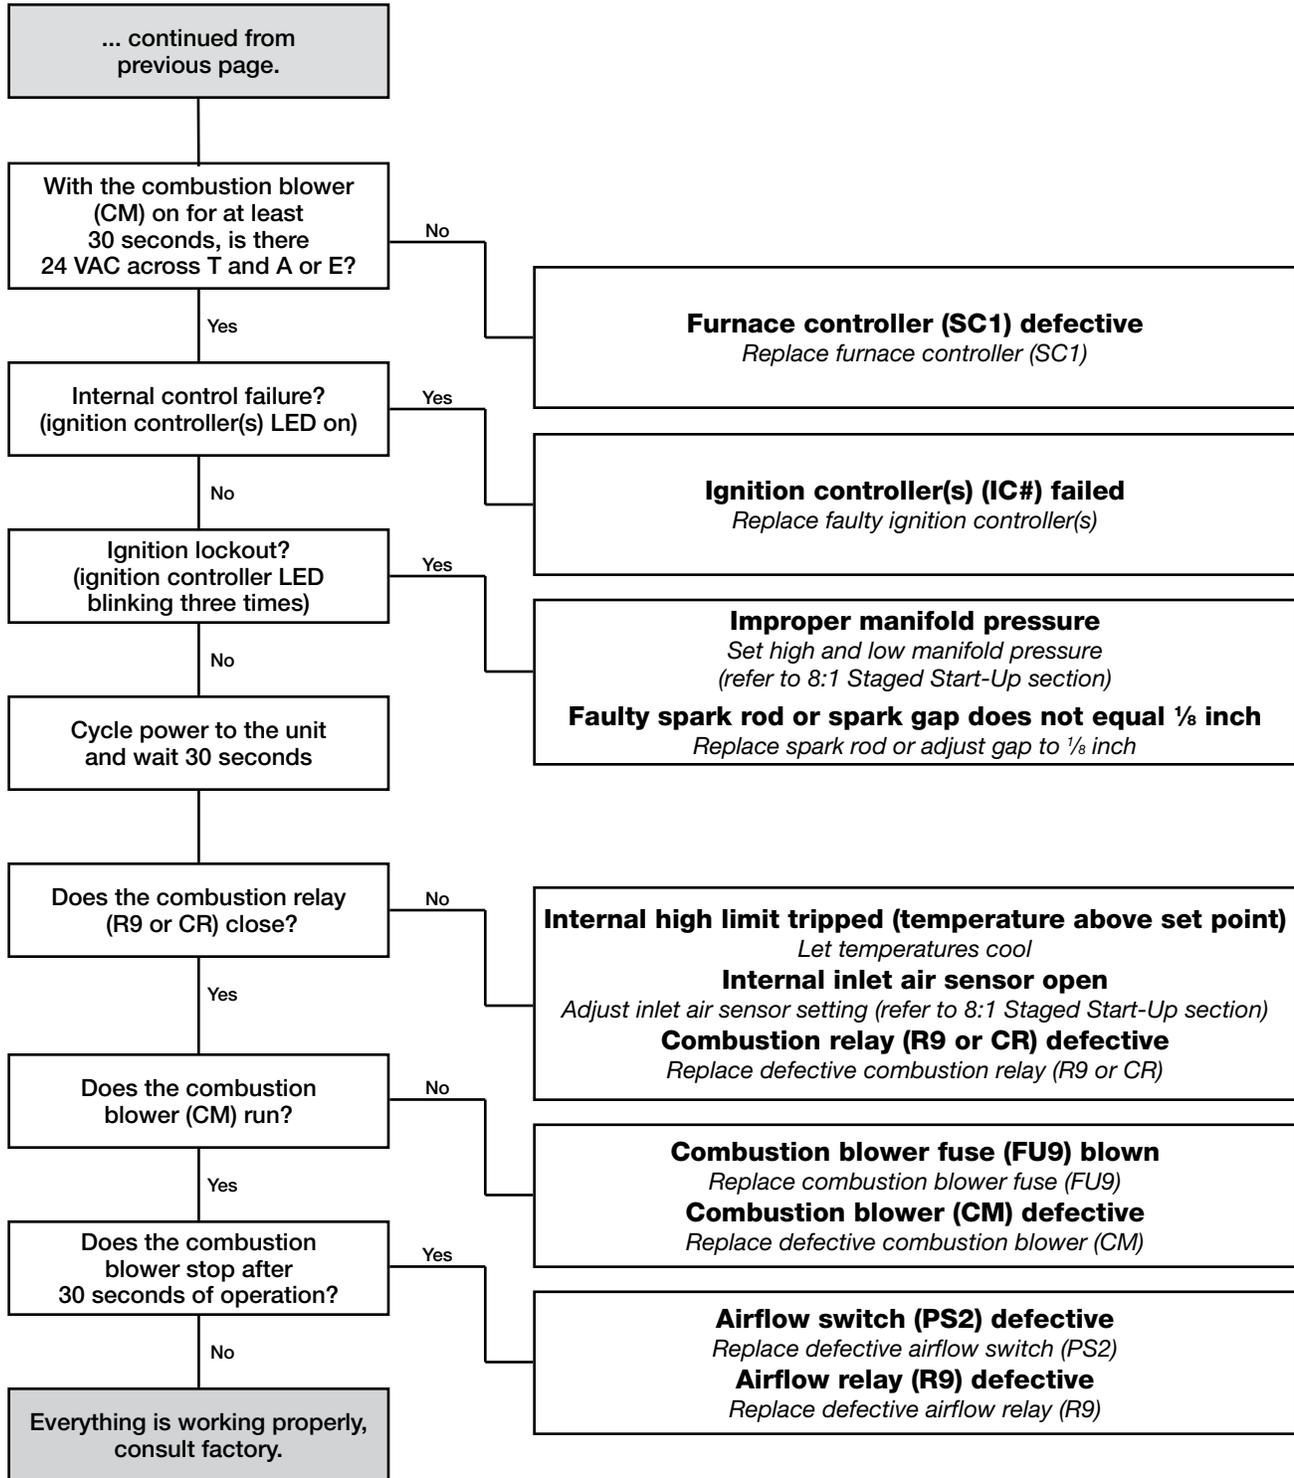 ... continued from
previous page.
With the combustion blower
(CM) on for at least
30 seconds, is there
24 VAC across T and A or E?
No
Furnace controller (SC1) defective
Replace furnace controller (SC1)
Yes
Internal control failure?
(ignition controller(s) LED on)
Yes
Ignition controller(s) (IC#) failed
Replace faulty ignition controller(s)
No
Ignition lockout?
(ignition controller LED
blinking three times)
Yes
Improper manifold pressure
Set high and low manifold pressure
(refer to 8:1 Staged Start-Up section)
Faulty spark rod or spark gap does not equal ⅛ inch
Replace spark rod or adjust gap to ⅛ inch
No
Cycle power to the unit
and wait 30 seconds
Does the combustion relay
(R9 or CR) close?
No
Internal high limit tripped (temperature above set point)
Let temperatures cool
Internal inlet air sensor open
Adjust inlet air sensor setting (refer to 8:1 Staged Start-Up section)
Combustion relay (R9 or CR) defective
Replace defective combustion relay (R9 or CR)
Yes
Does the combustion
blower (CM) run?
No
Combustion blower fuse (FU9) blown
Replace combustion blower fuse (FU9)
Combustion blower (CM) defective
Replace defective combustion blower (CM)
Yes
Does the combustion
blower stop after
30 seconds of operation?
Yes
Airflow switch (PS2) defective
Replace defective airflow switch (PS2)
Airflow relay (R9) defective
Replace defective airflow relay (R9)
No
Everything is working properly,
consult factory.